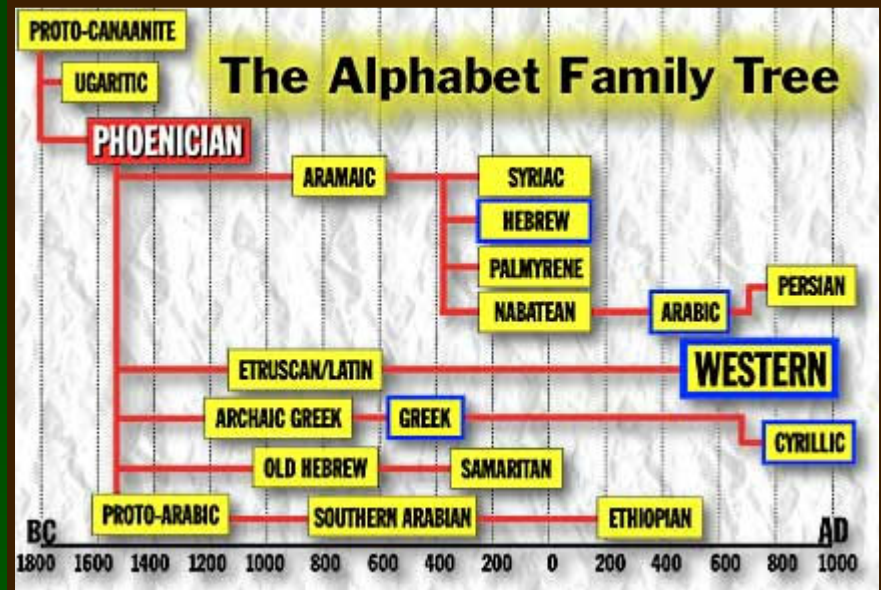 PROTO-CANAANITE
The Alphabet Family Tree
UGARITIC
PHOENICIAN
ARAMAIC
SYRIAC
HEBREW
PALMYRENE
NABATEAN
ARABIC
PERSIAN
ETRUSCAN/LATIN
WESTERN
ARCHAIC GREEK
GREEK
CYRILLIC
OLD HEBREW
SAMARITAN
PROTO-ARABIC
SOUTHERN ARABIAN
ETHIOPIAN
BC
AD
1800 1600 1400 1200 1000 800 600 400 200 0 200 400 600 800 1000